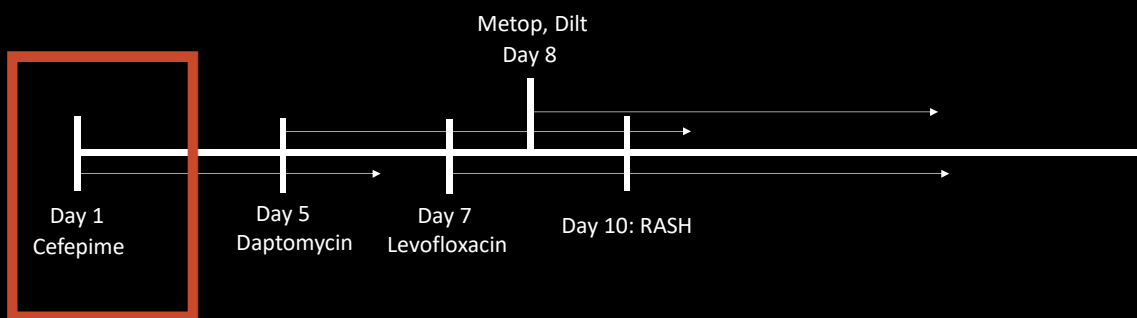 Metop, Dilt
Day 8
Day 1
Cefepime
Day 5
Daptomycin
Day 7
Levofloxacin
Day 10: RASH